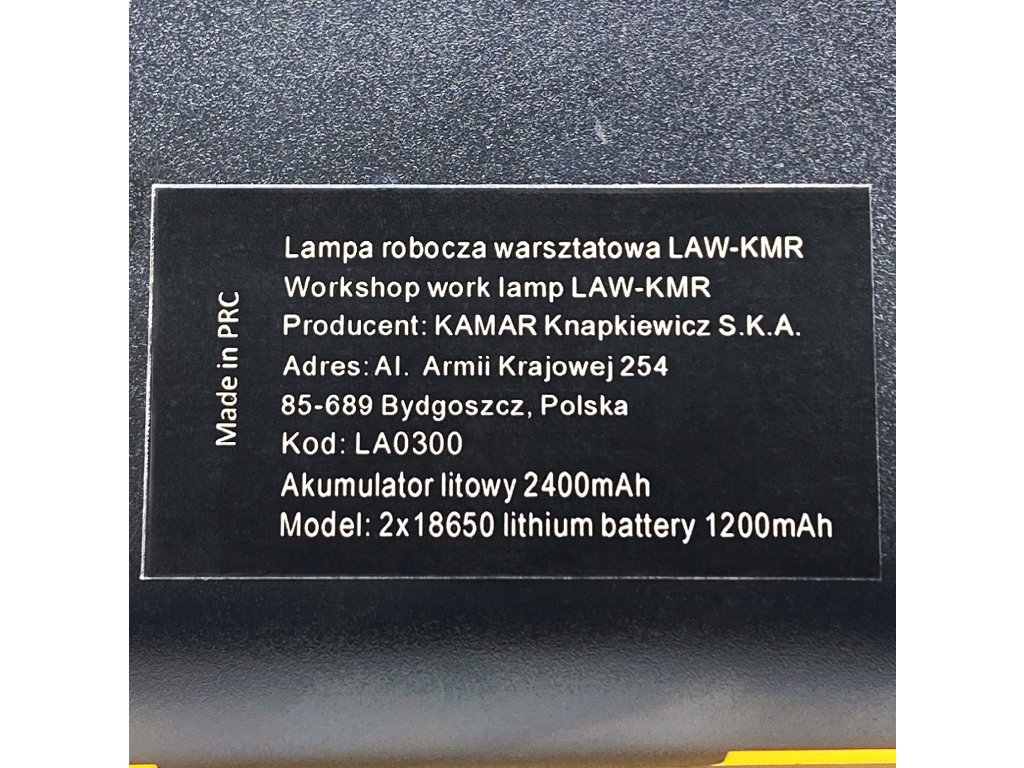 Made in PRC
Lampa robocza warsztatowa LAW-KMR
Workshop work lamp LAW-KMR
Producent: KAMAR Knapkiewicz S.K.A.
Adres: Al. Armii Krajowej 254
85-689 Bydgoszcz, Polska
Kod: LA0300
Akumulator litowy 2400mAh
Model: 2x18650 lithium battery 1200mAh